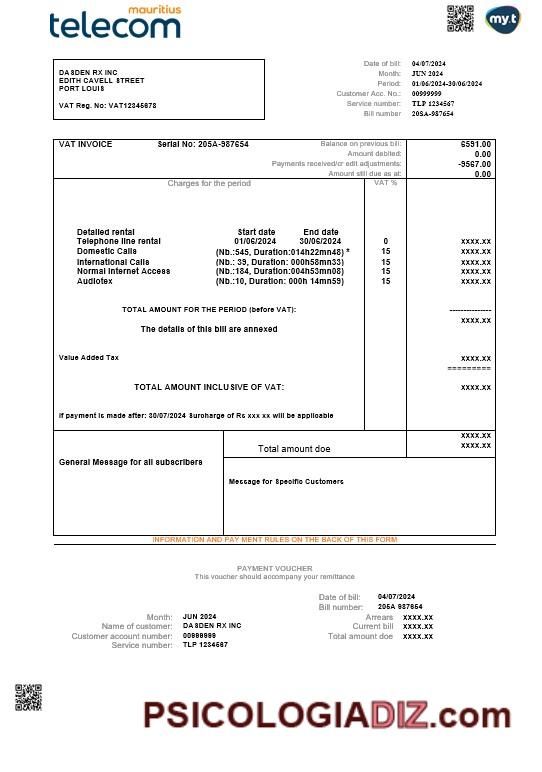 mauritius
telecom
my.t
DASDEN RX INC
EDITH CAVELL STREET
PORT LOUIS
VAT Reg. No: VAT12345678
Date of bill: 04/07/2024
Month: JUN 2024
Period: 01/06/2024-30/06/2024
Customer Acc. No.: 00999999
Service number: TLP 1234567
Bill number 205A-987654
VAT INVOICE Serial No: 205A-987654 Balance on previous bill: 6591.00
Amount debited: 0.00
Payments received/or edit adjustments: -9567.00
Amount still due as at: 0.00
Charges for the period VAT %
Detailed rental Start date End date
Telephone line rental 01/06/2024 30/06/2024 0 xxxx.xx
Domestic Calls (Nb.:545, Duration:014h22mn48) * 15 xxxx.xx
International Calls (Nb.: 39, Duration: 000h58mn33) 15 xxxx.xx
Normal Internet Access (Nb.:184, Duration:004h53mn08) 15 xxxx.xx
Audiotex (Nb.:10, Duration: 000h 14mn59) 15 xxxx.xx
TOTAL AMOUNT FOR THE PERIOD (before VAT): ---------------
xxxx.xx
The details of this bill are annexed
Value Added Tax xxxx.xx
=========
TOTAL AMOUNT INCLUSIVE OF VAT: xxxx.xx
If payment is made after: 30/07/2024 Suroharge of Rs xxx xx will be applioable
xxxx.xx
Total amount doe xxxx.xx
General Message for all subscribers
Message for Specific Customers
INFORMATION AND PAY MENT RULES ON THE BACK OF THIS FORM
PAYMENT VOUCHER
This voucher should accompany your remittance
Date of bill: 04/07/2024
Bill number: 205A 987654
Month: JUN 2024 Arrears xxxx.xx
Name of customer: DASDEN RX INC Current bill xxxx.xx
Customer account number: 00999999 Total amount doe xxxx.xx
Service number: TLP 1234567
PSICOLOGIADIZ.com